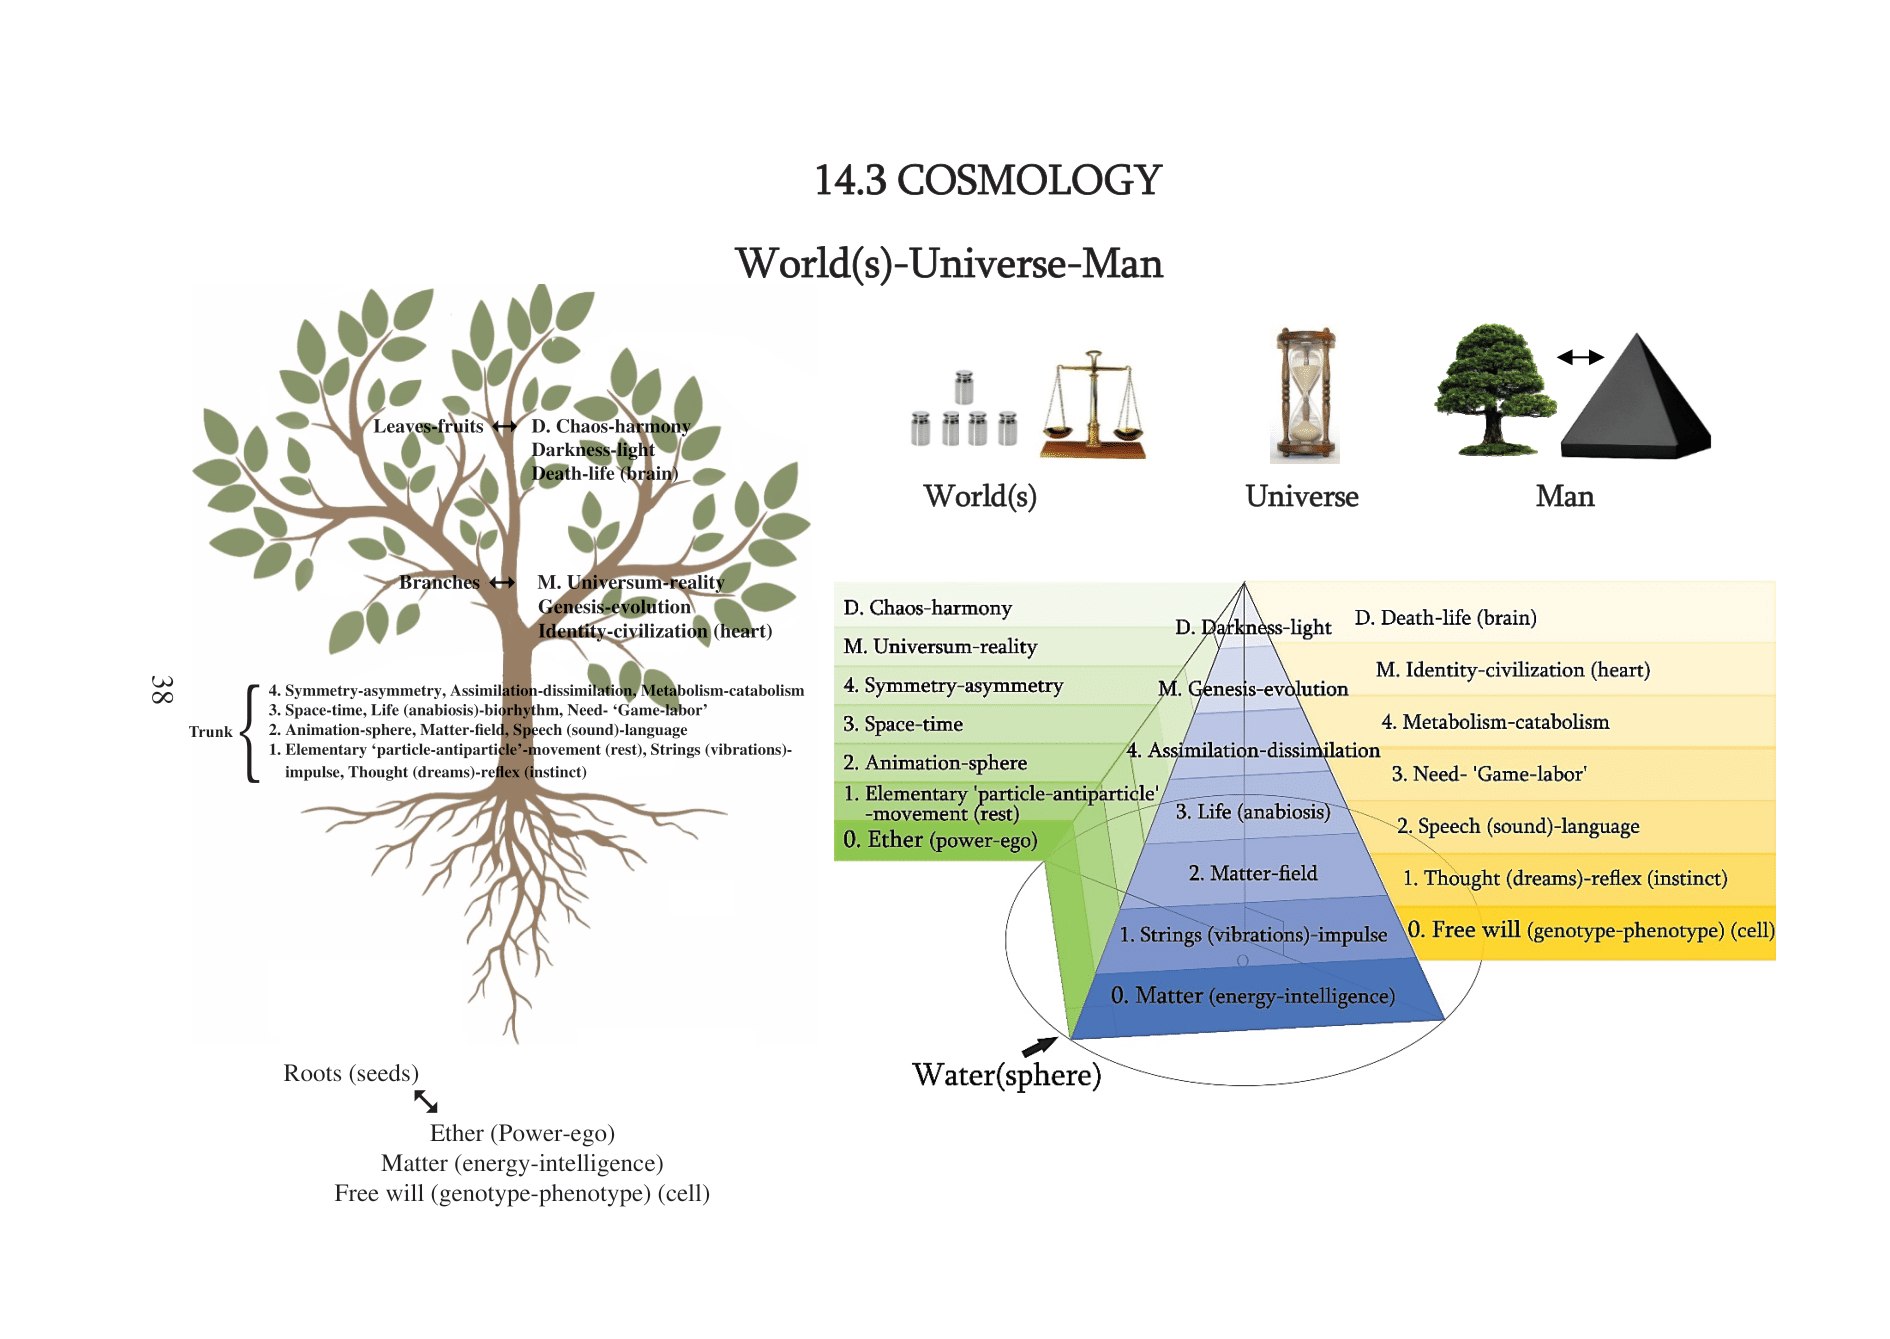 14.3 COSMOLOGY
World(s)-Universe-Man
Leaves-fruits
D. Chaos-harmony
Darkness-light
Death-life (brain)
Branches
M. Universum-reality
Genesis-evolution
Identity-civilization (heart)
38
Trunk
4. Symmetry-asymmetry, Assimilation-dissimilation, Metabolism-catabolism
3. Space-time, Life (anabiosis)-biorhythm, Need- ‘Game-labor’
2. Animation-sphere, Matter-field, Speech (sound)-language
1. Elementary ‘particle-antiparticle’-movement (rest), Strings (vibrations)-
impulse, Thought (dreams)-reflex (instinct)
Roots (seeds)
Ether (Power-ego)
Matter (energy-intelligence)
Free will (genotype-phenotype) (cell)
World(s)
Universe
Man
D. Chaos-harmony
M. Universum-reality
4. Symmetry-asymmetry
3. Space-time
2. Animation-sphere
1. Elementary 'particle-antiparticle'
-movement (rest)
0. Ether (power-ego)
D. Darkness-light
M. Genesis-evolution
4. Assimilation-dissimilation
3. Life (anabiosis)
2. Matter-field
1. Strings (vibrations)-impulse
O
0. Matter (energy-intelligence)
D. Death-life (brain)
M. Identity-civilization (heart)
4. Metabolism-catabolism
3. Need- 'Game-labor'
2. Speech (sound)-language
1. Thought (dreams)-reflex (instinct)
0. Free will (genotype-phenotype) (cell)
Water(sphere)